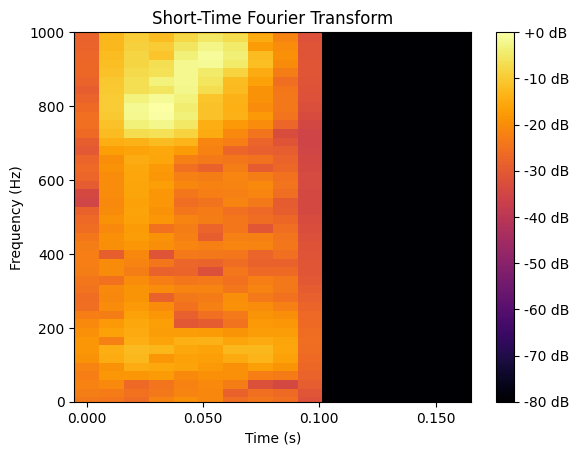 Short-Time Fourier Transform
1000
800
600
400
200
0
Frequency (Hz)
0.000
0.050
0.100
0.150
Time (s)
+0 dB
-10 dB
-20 dB
-30 dB
-40 dB
-50 dB
-60 dB
-70 dB
-80 dB